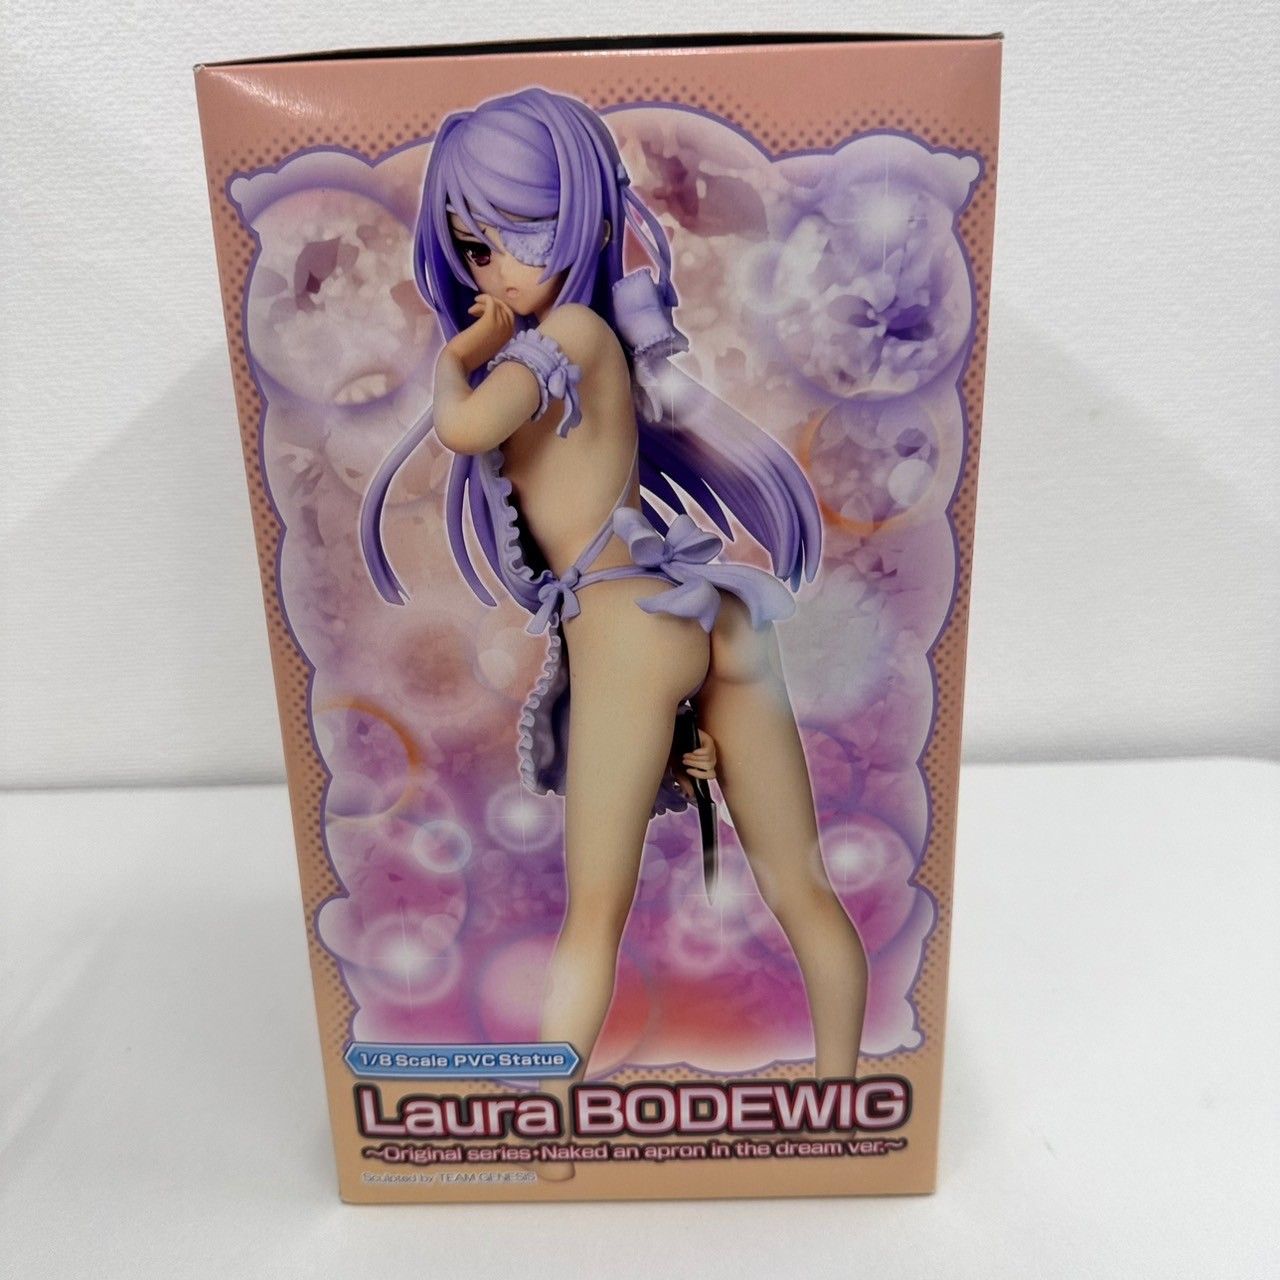 1/8 Scale PVC Statue
Laura BODEWIG
~Original series・Naked an apron in the dream ver.~
Sculpted by TEAM GENESIS